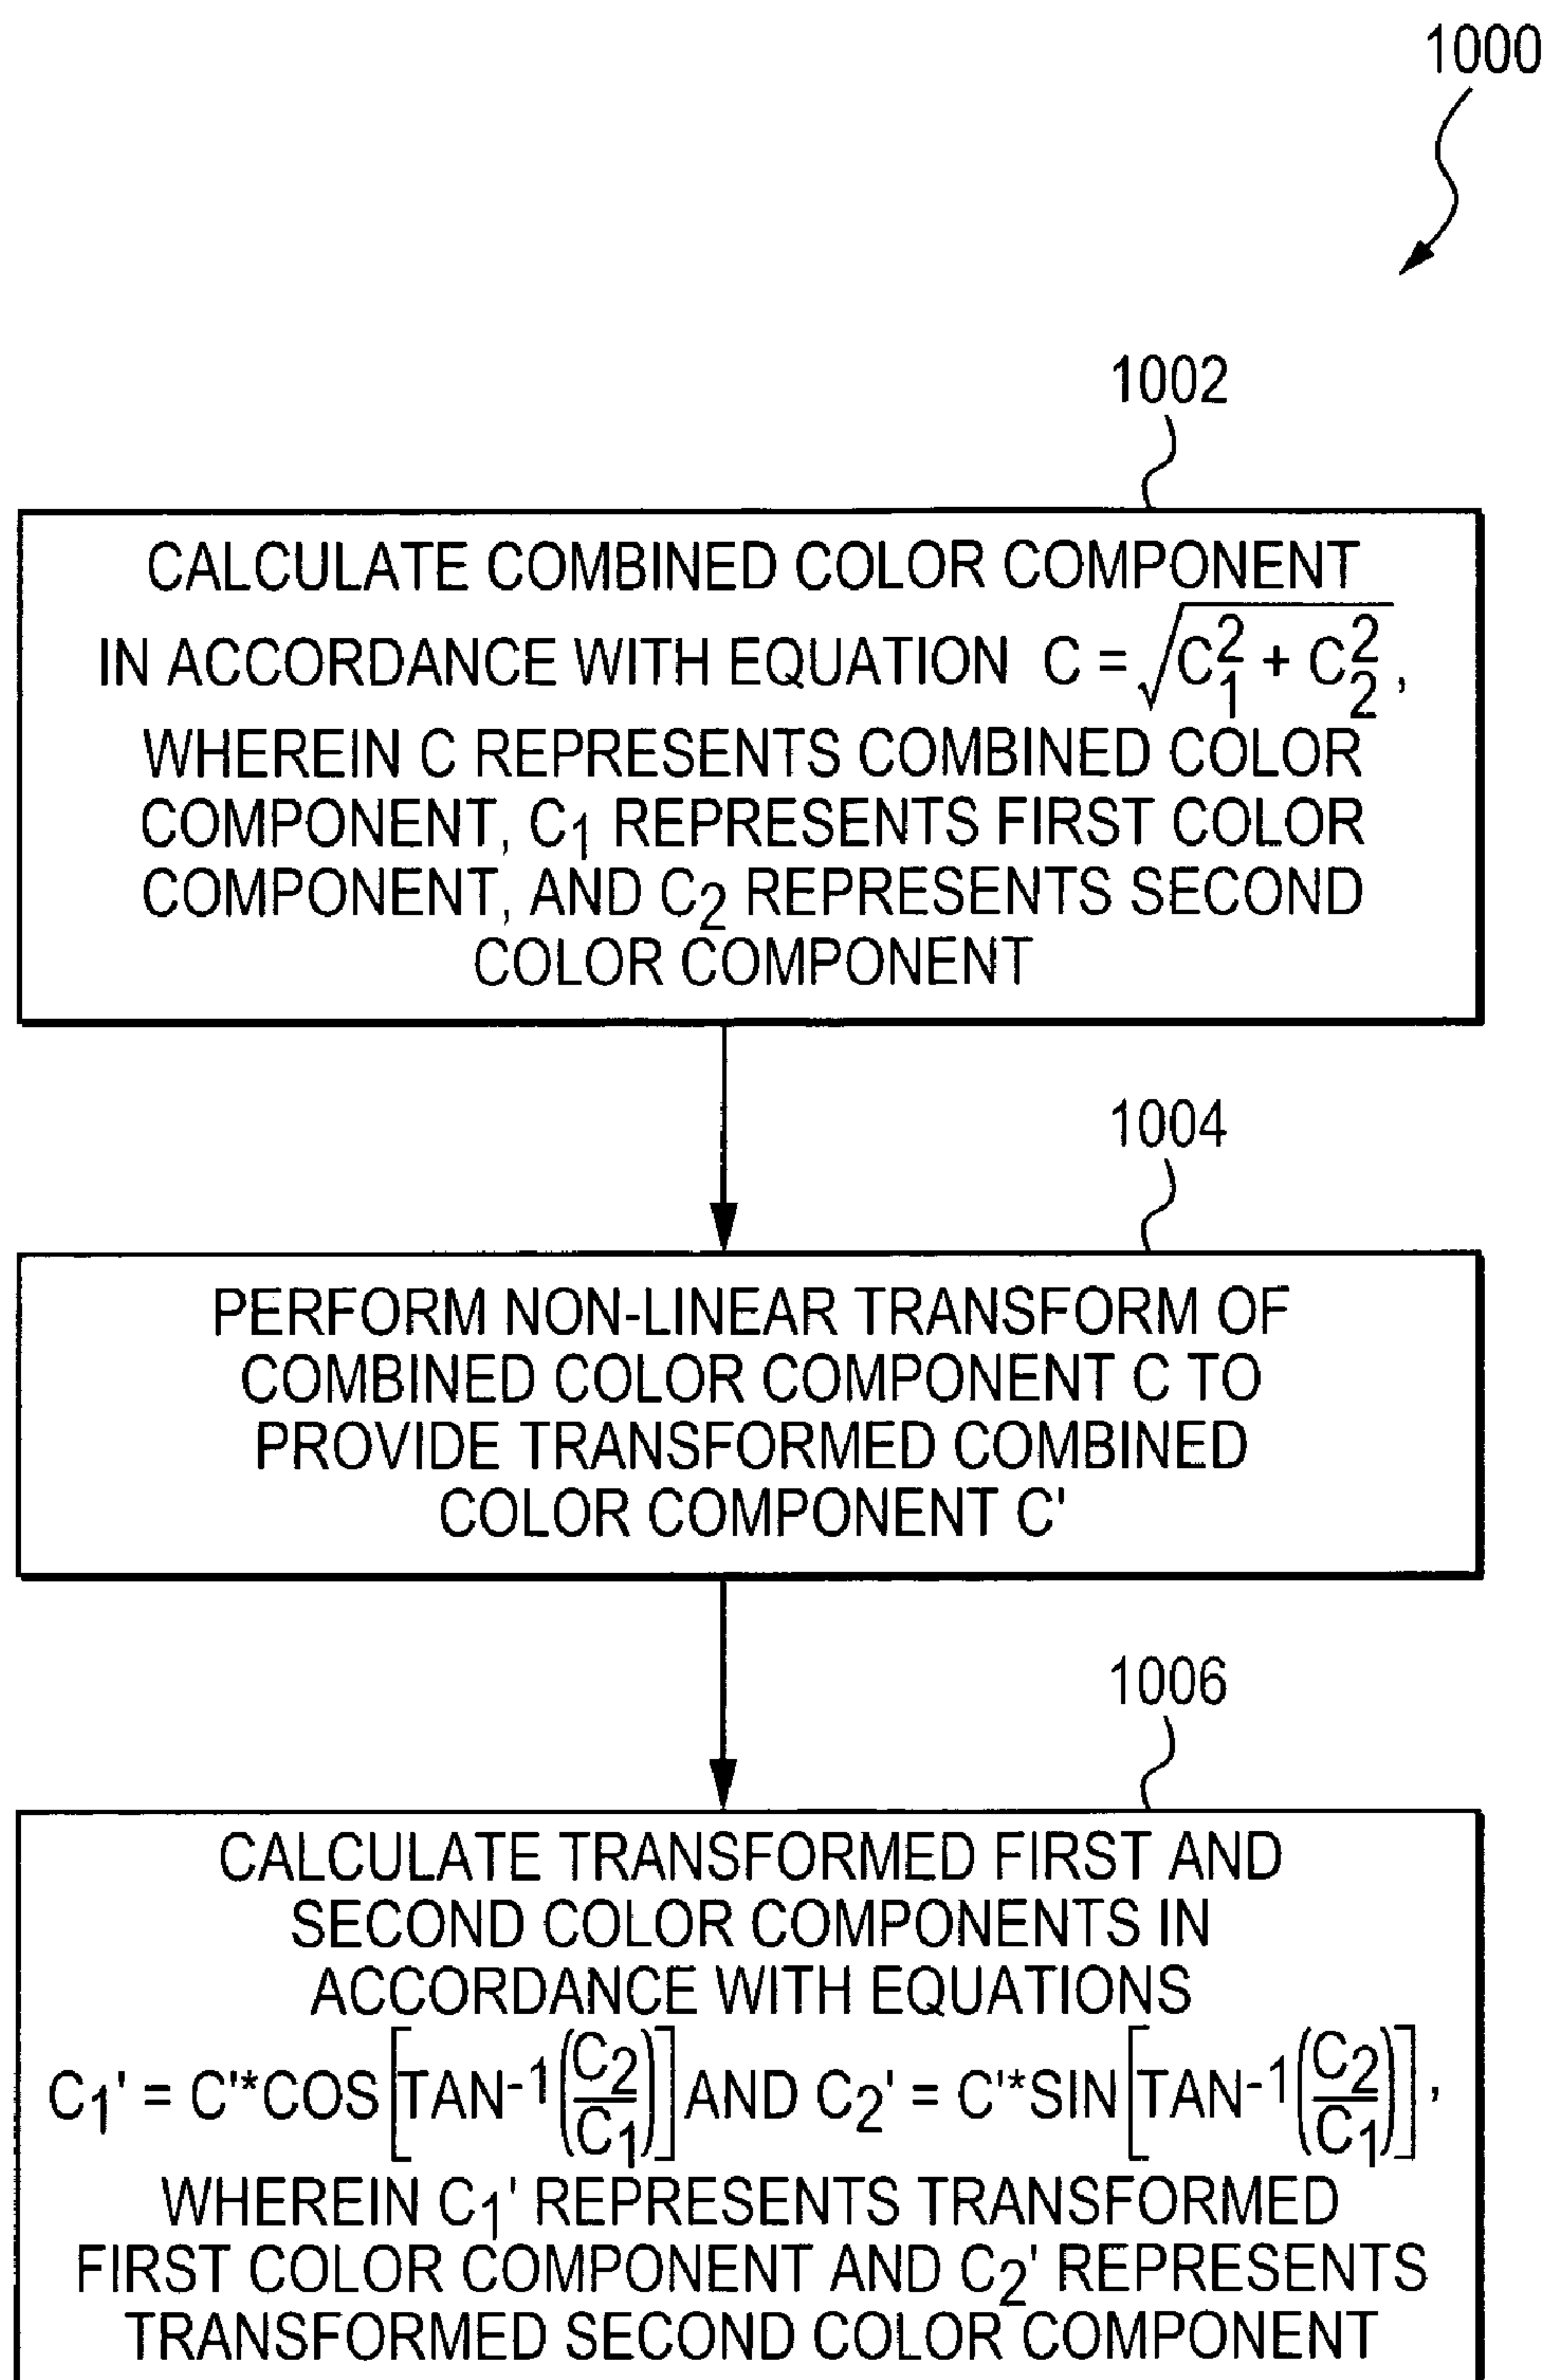 1000
1002
CALCULATE COMBINED COLOR COMPONENT
IN ACCORDANCE WITH EQUATION C = √(C₁² + C₂²),
WHEREIN C REPRESENTS COMBINED COLOR
COMPONENT, C₁ REPRESENTS FIRST COLOR
COMPONENT, AND C₂ REPRESENTS SECOND
COLOR COMPONENT
1004
PERFORM NON-LINEAR TRANSFORM OF
COMBINED COLOR COMPONENT C TO
PROVIDE TRANSFORMED COMBINED
COLOR COMPONENT C'
1006
CALCULATE TRANSFORMED FIRST AND
SECOND COLOR COMPONENTS IN
ACCORDANCE WITH EQUATIONS
C₁' = C'*COS[TAN⁻¹(C₂/C₁)] AND C₂' = C'*SIN[TAN⁻¹(C₂/C₁)],
WHEREIN C₁' REPRESENTS TRANSFORMED
FIRST COLOR COMPONENT AND C₂' REPRESENTS
TRANSFORMED SECOND COLOR COMPONENT